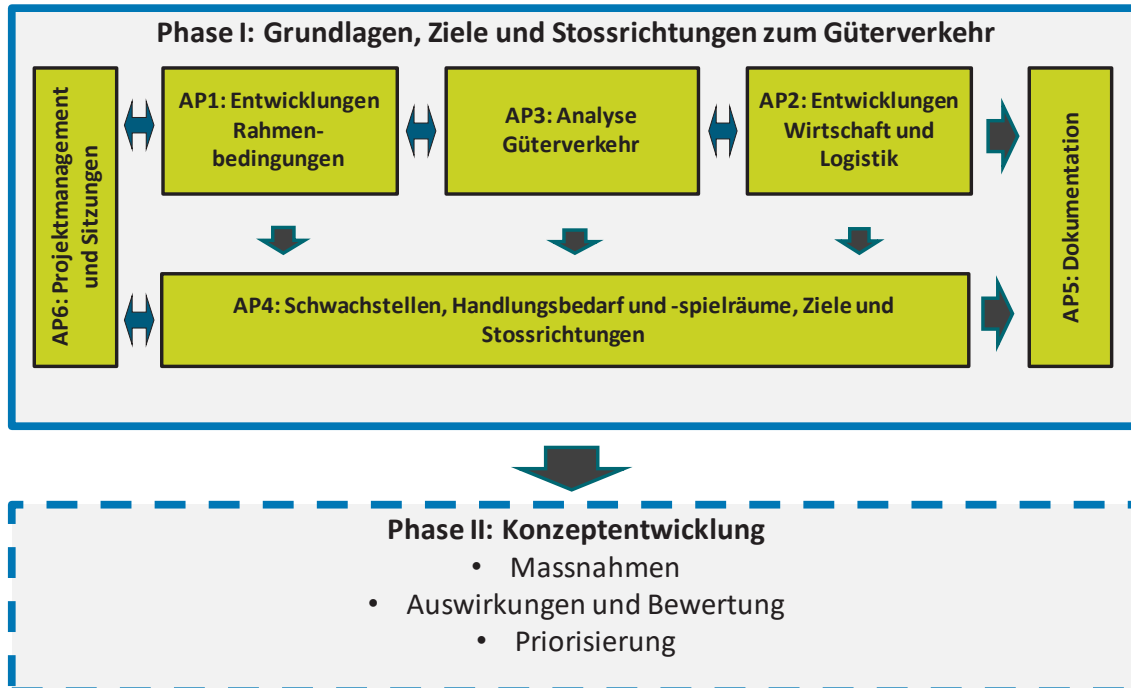 Phase I: Grundlagen, Ziele und Stossrichtungen zum Güterverkehr
AP6: Projektmanagement
und Sitzungen
AP1: Entwicklungen
Rahmen-
bedingungen
AP3: Analyse
Güterverkehr
AP2: Entwicklungen
Wirtschaft und
Logistik
AP4: Schwachstellen, Handlungsbedarf und -spielräume, Ziele und
Stossrichtungen
AP5: Dokumentation
Phase II: Konzeptentwicklung
• Massnahmen
• Auswirkungen und Bewertung
• Priorisierung